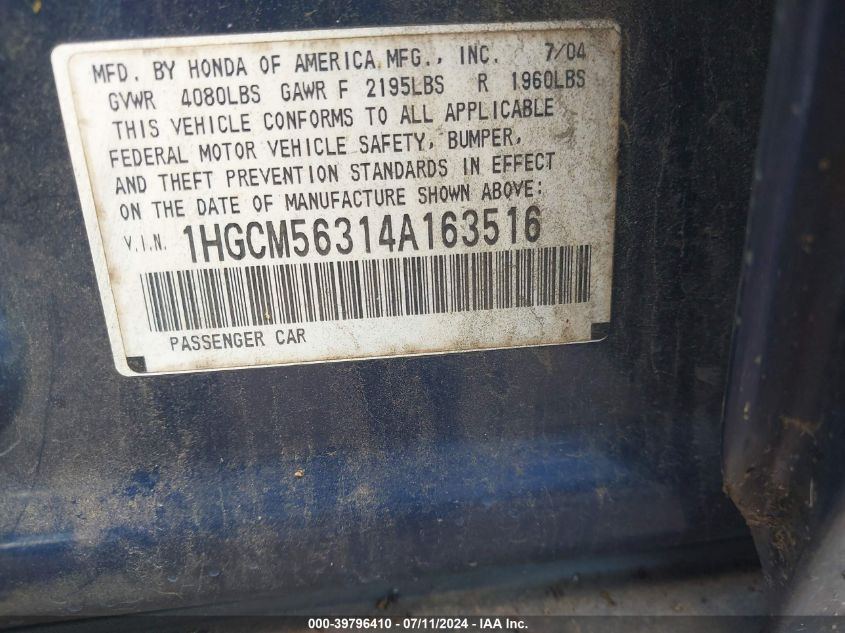 MFD. BY HONDA OF AMERICA MFG., INC. 7/04
GVWR 4080LBS GAWR F 2195LBS R 1960LBS
THIS VEHICLE CONFORMS TO ALL APPLICABLE
FEDERAL MOTOR VEHICLE SAFETY, BUMPER,
AND THEFT PREVENTION STANDARDS IN EFFECT
ON THE DATE OF MANUFACTURE SHOWN ABOVE:
V.I.N. 1HGCM56314A163516
PASSENGER CAR
000-39796410 - 07/11/2024 - IAA Inc.